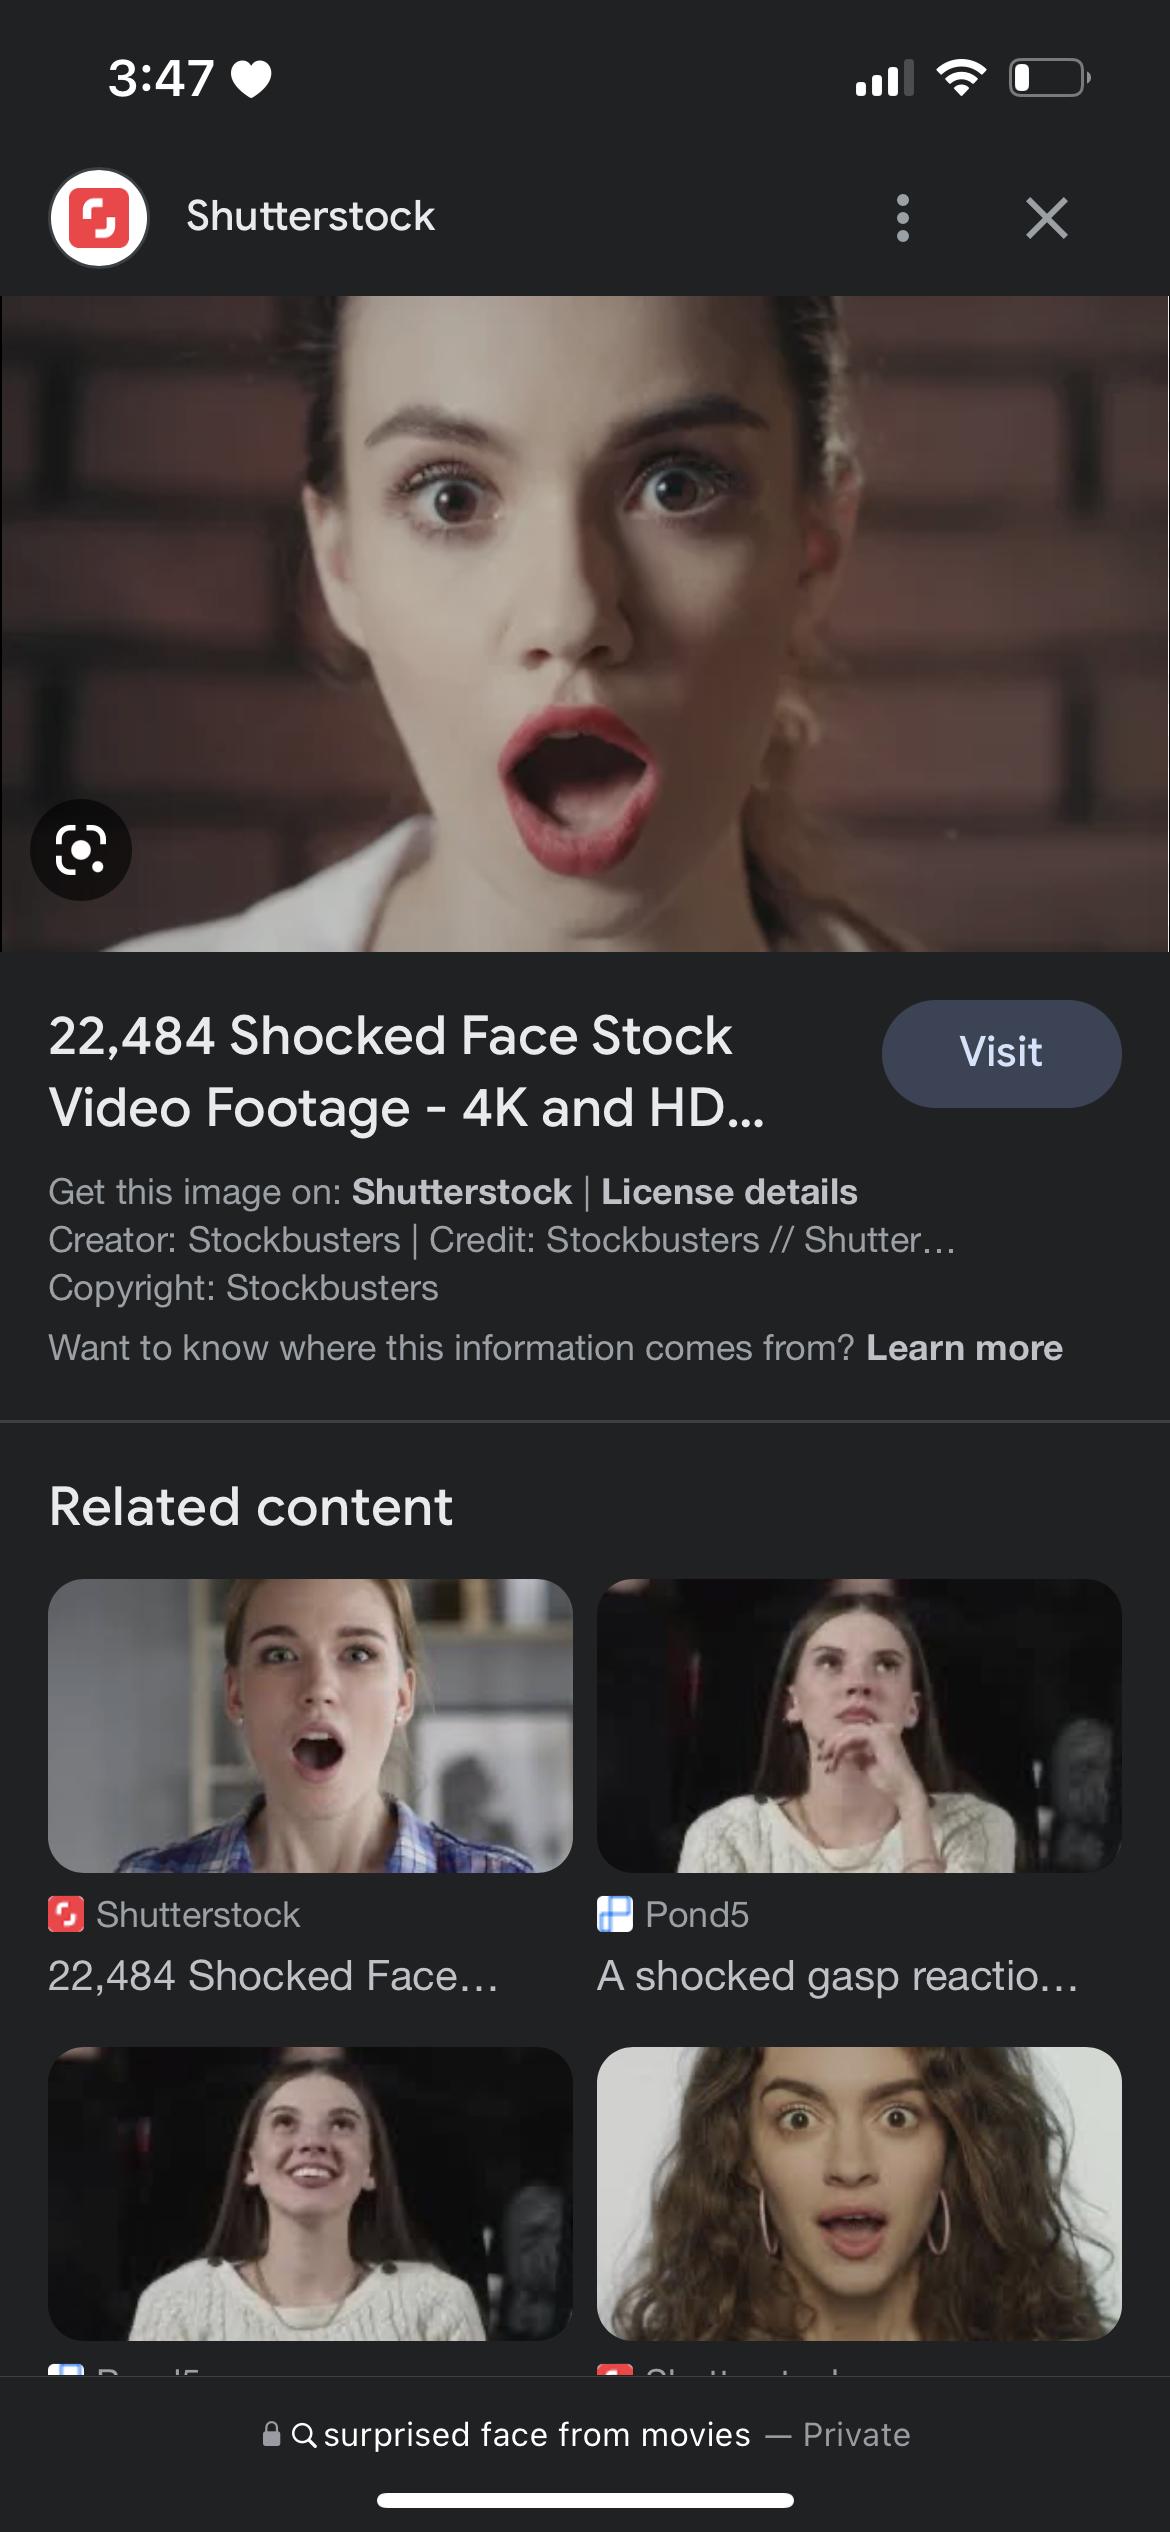 3:47
Shutterstock
22,484 Shocked Face Stock
Video Footage - 4K and HD...
Visit
Get this image on: Shutterstock | License details
Creator: Stockbusters | Credit: Stockbusters // Shutter...
Copyright: Stockbusters
Want to know where this information comes from? Learn more
Related content
Shutterstock
22,484 Shocked Face...
Pond5
A shocked gasp reactio...
Pond5
Shutterstock
surprised face from movies — Private